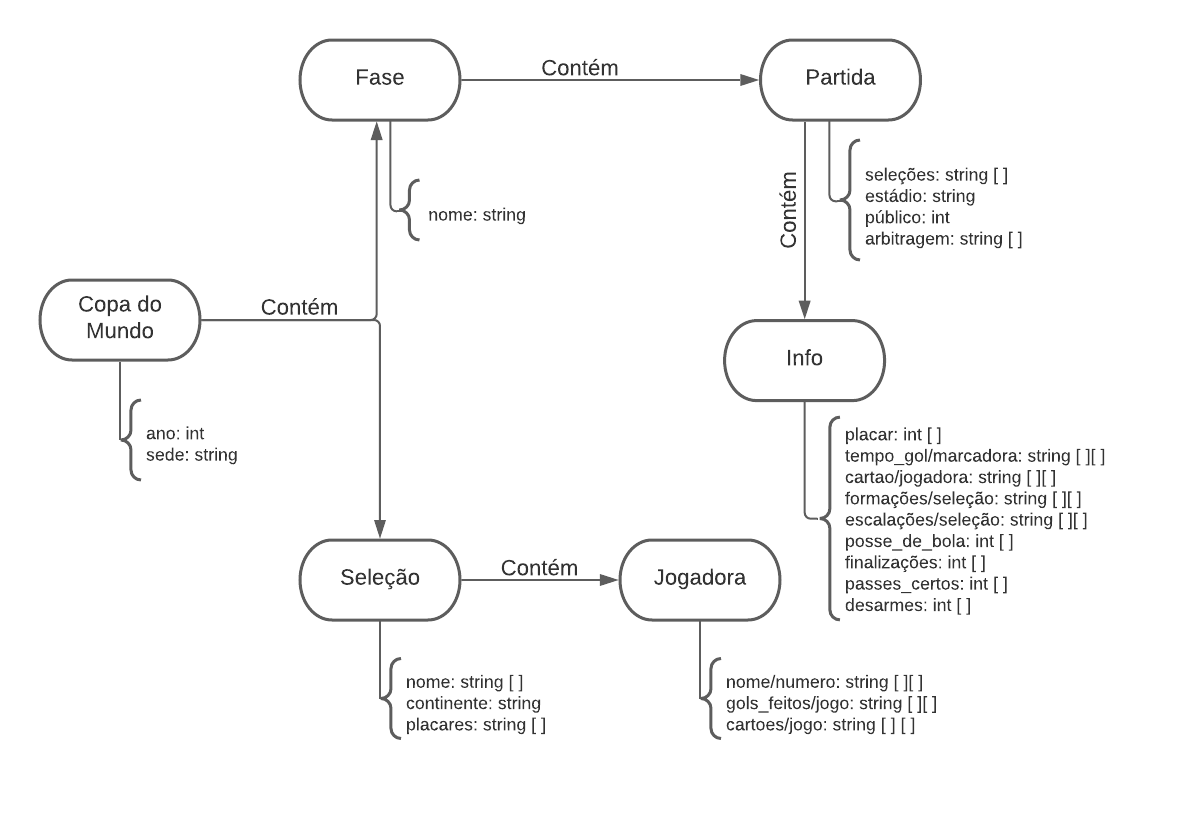 Fase
Contém
Partida
nome: string
Contém
seleções: string [ ]
estádio: string
público: int
arbitragem: string [ ]
Copa do
Mundo
Contém
ano: int
sede: string
Info
placar: int [ ]
tempo_gol/marcadora: string [ ][ ]
cartao/jogadora: string [ ][ ]
formações/seleção: string [ ][ ]
escalações/seleção: string [ ][ ]
posse_de_bola: int [ ]
finalizações: int [ ]
passes_certos: int [ ]
desarmes: int [ ]
Seleção
Contém
Jogadora
nome: string [ ]
continente: string
placares: string [ ]
nome/numero: string [ ][ ]
gols_feitos/jogo: string [ ][ ]
cartoes/jogo: string [ ] [ ]